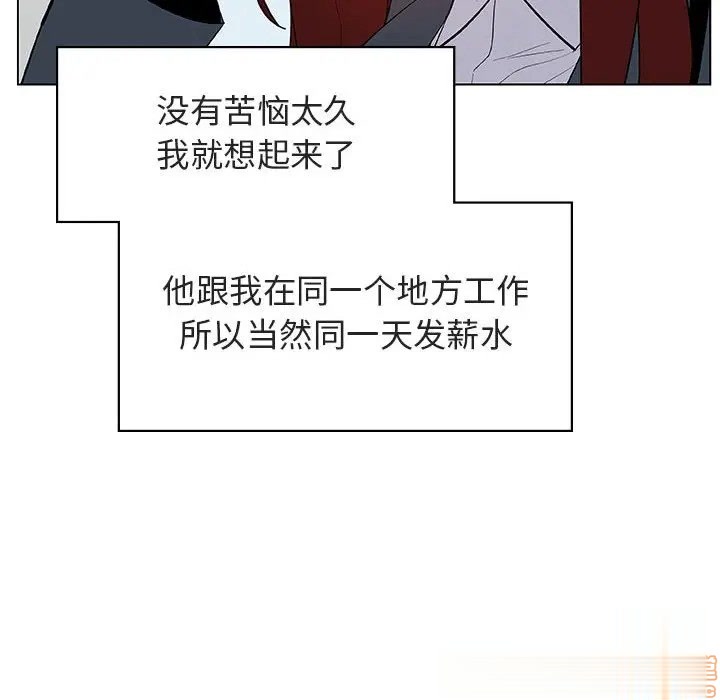 没有苦恼太久
我就想起来了
他跟我在同一个地方工作
所以当然同一天发薪水